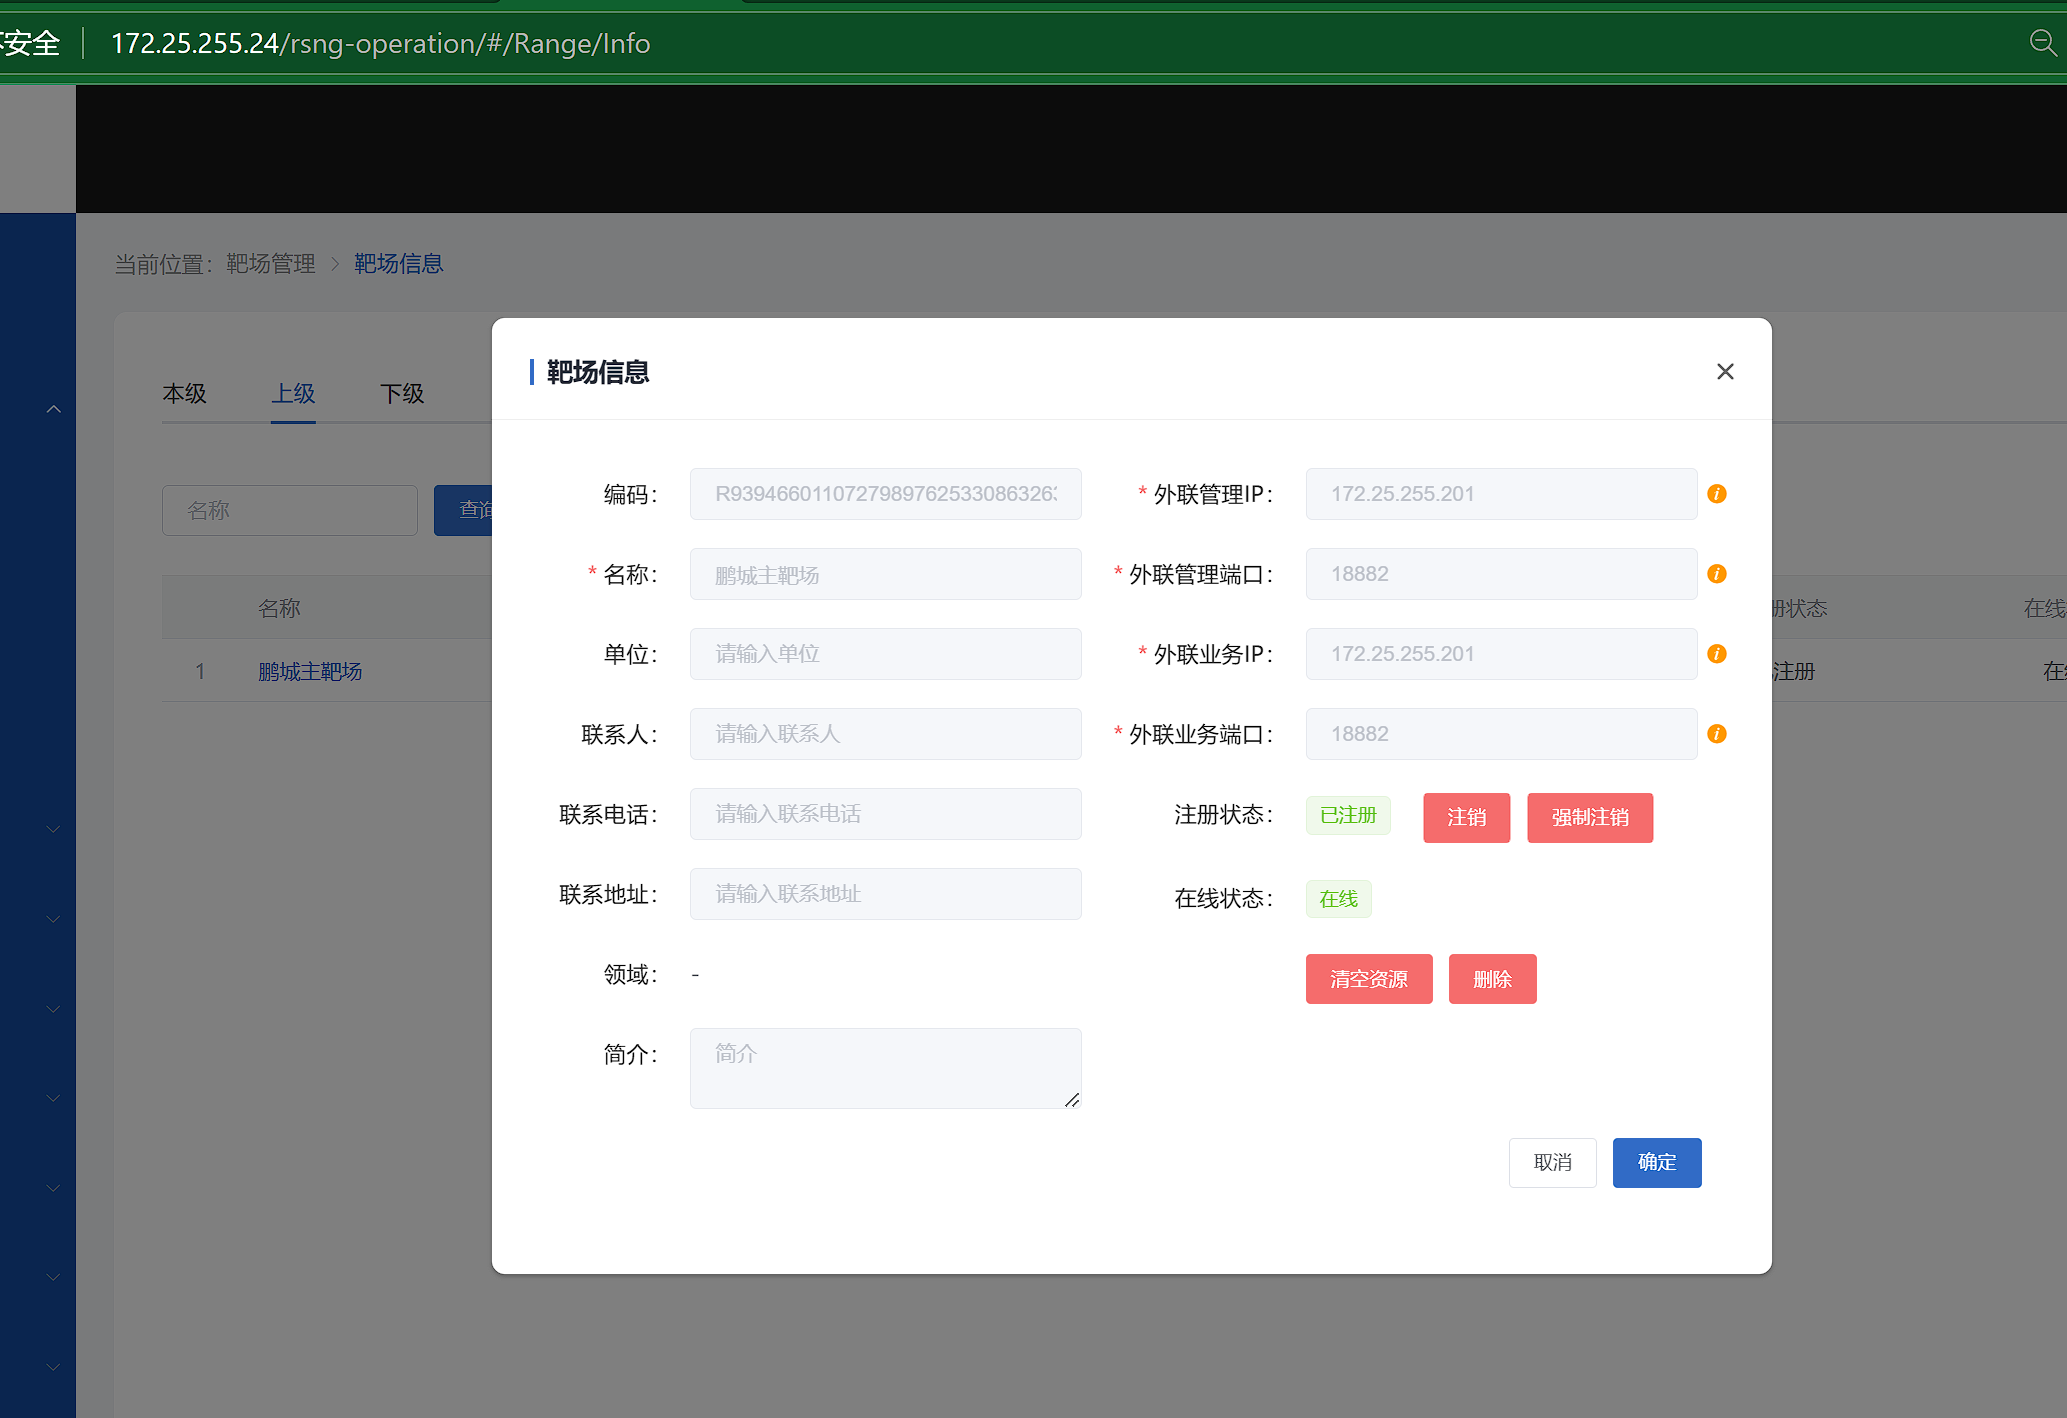 不安全 172.25.255.24/rsng-operation/#/Range/Info
当前位置： 靶场管理 > 靶场信息
本级 上级 下级
名称 查询
名称 注册状态 在线
1 鹏城主靶场 注册 在线
靶场信息
编码： R93946601107279897625330863263
* 外联管理IP： 172.25.255.201
* 名称： 鹏城主靶场
* 外联管理端口： 18882
单位： 请输入单位
* 外联业务IP： 172.25.255.201
联系人： 请输入联系人
* 外联业务端口： 18882
联系电话： 请输入联系电话
注册状态： 已注册 注销 强制注销
联系地址： 请输入联系地址
在线状态： 在线
领域： -
清空资源 删除
简介： 简介
取消 确定